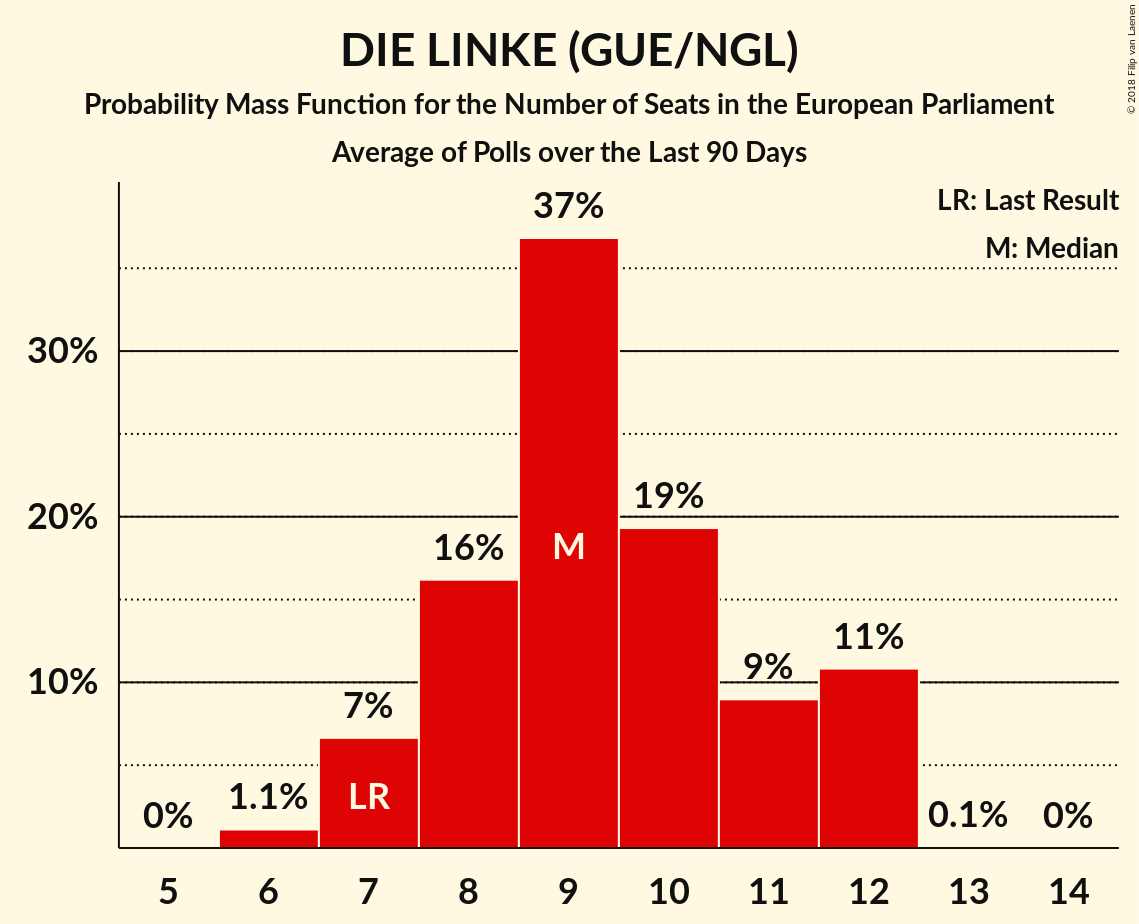 DIE LINKE (GUE/NGL)
Probability Mass Function for the Number of Seats in the European Parliament
Average of Polls over the Last 90 Days
© 2018 Filip van Laenen
LR: Last Result
M: Median
30%
20%
10%
0%
1.1%
7%
16%
37%
19%
9%
11%
0.1%
0%
LR
M
5 6 7 8 9 10 11 12 13 14